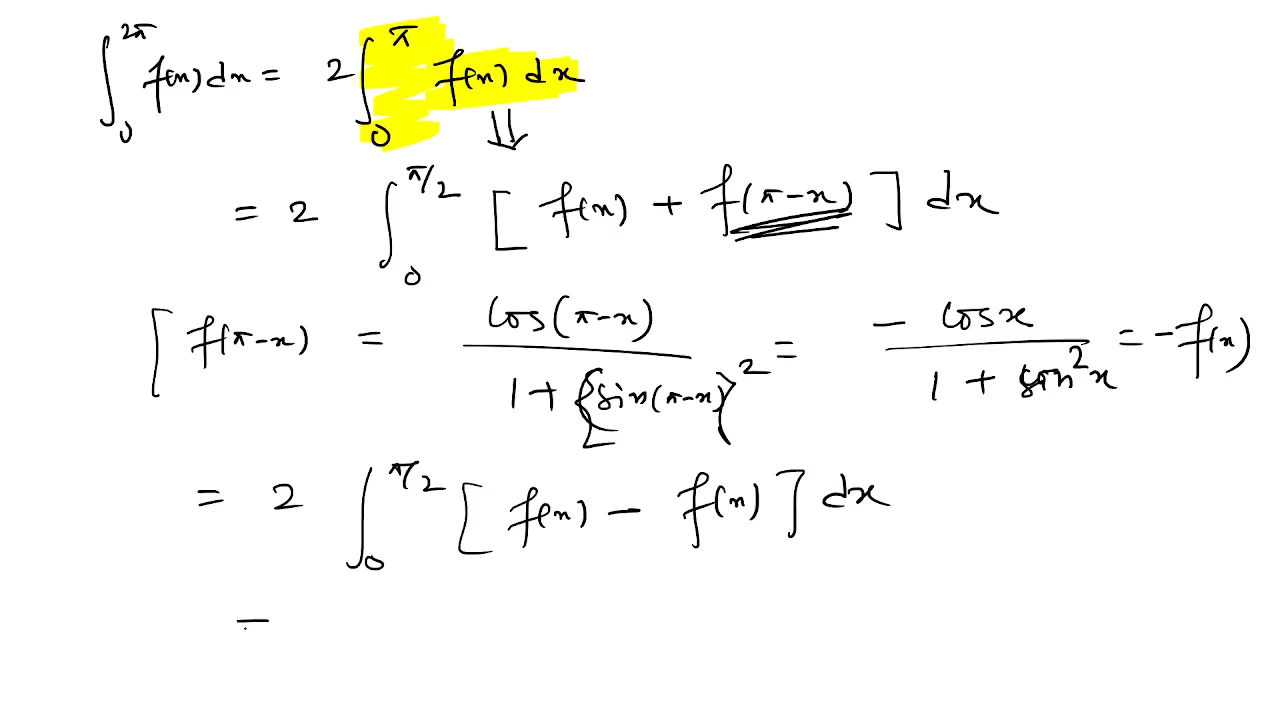 ∫₀^2π f(x) dx = 2 ∫₀^π f(x) dx
⇓
= 2 ∫₀^π/2 [ f(x) + f(π-x) ] dx
[ f(π-x) = cos(π-x) / 1 + {sin(π-x)}² = - cosx / 1 + sin²x = -f(x)
= 2 ∫₀^π/2 [ f(x) - f(x) ] dx
=